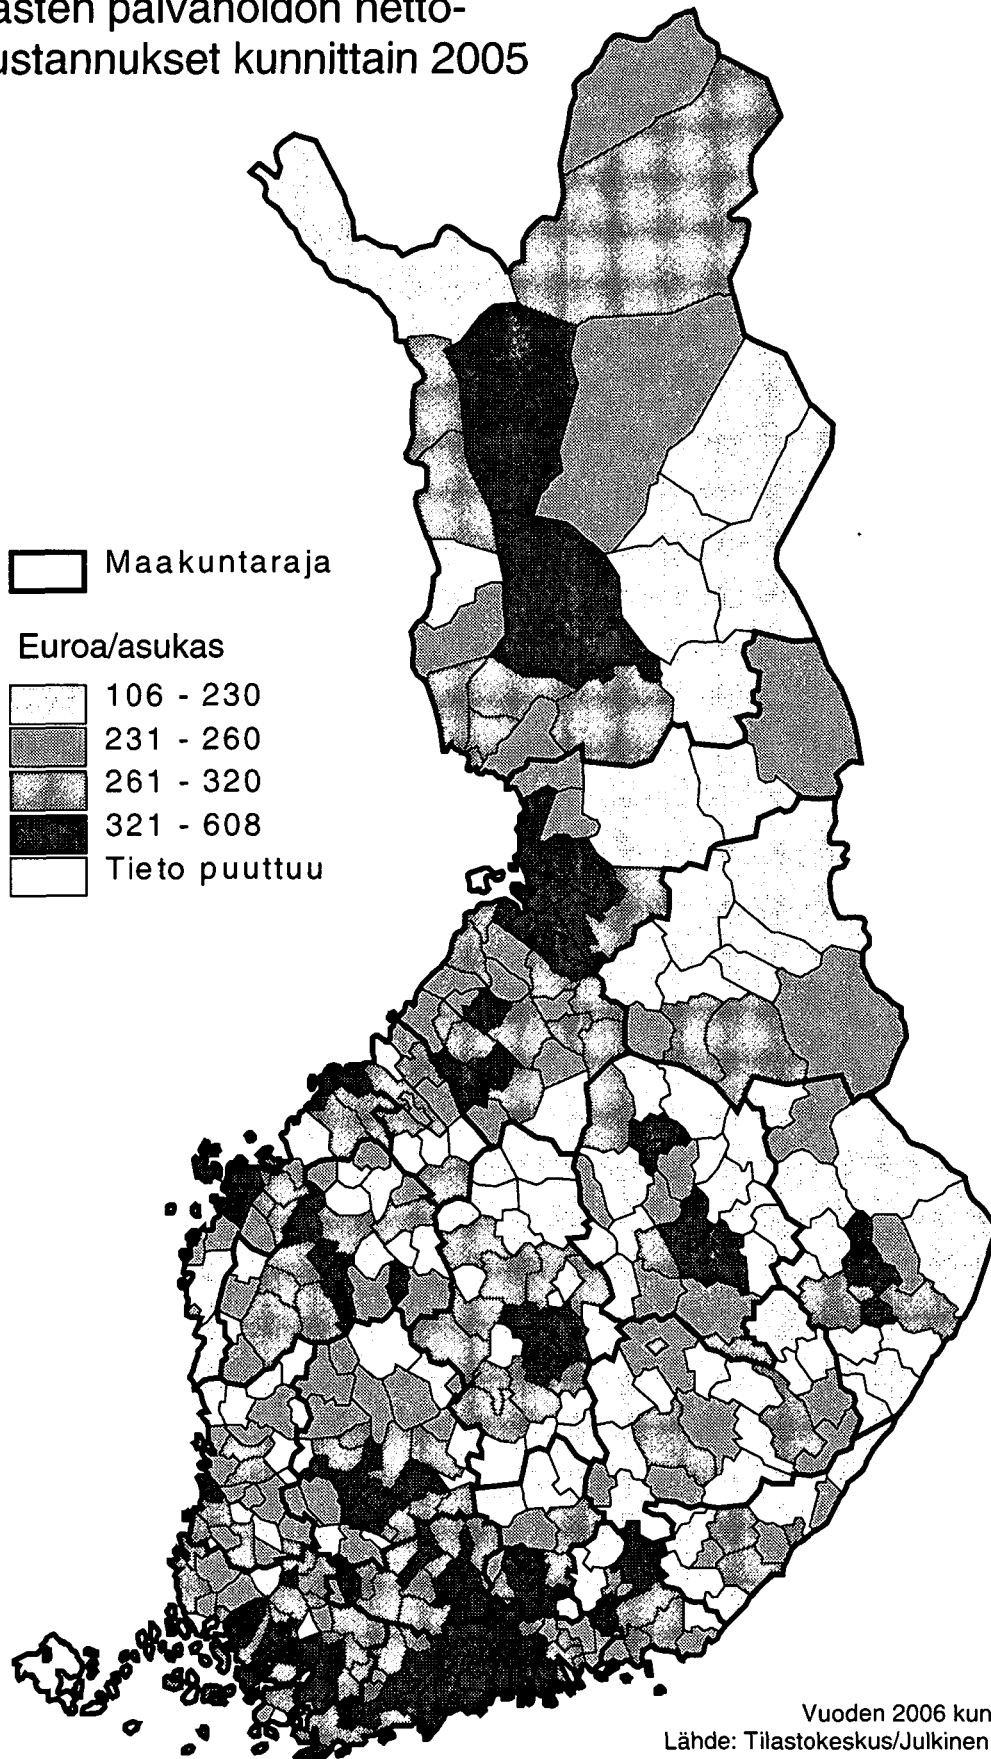 asten päivähoidon netto-
ustannukset kunnittain 2005
Maakuntaraja
Euroa/asukas
106 - 230
231 - 260
261 - 320
321 - 608
Tieto puuttuu
Vuoden 2006 kun
Lähde: Tilastokeskus/Julkinen